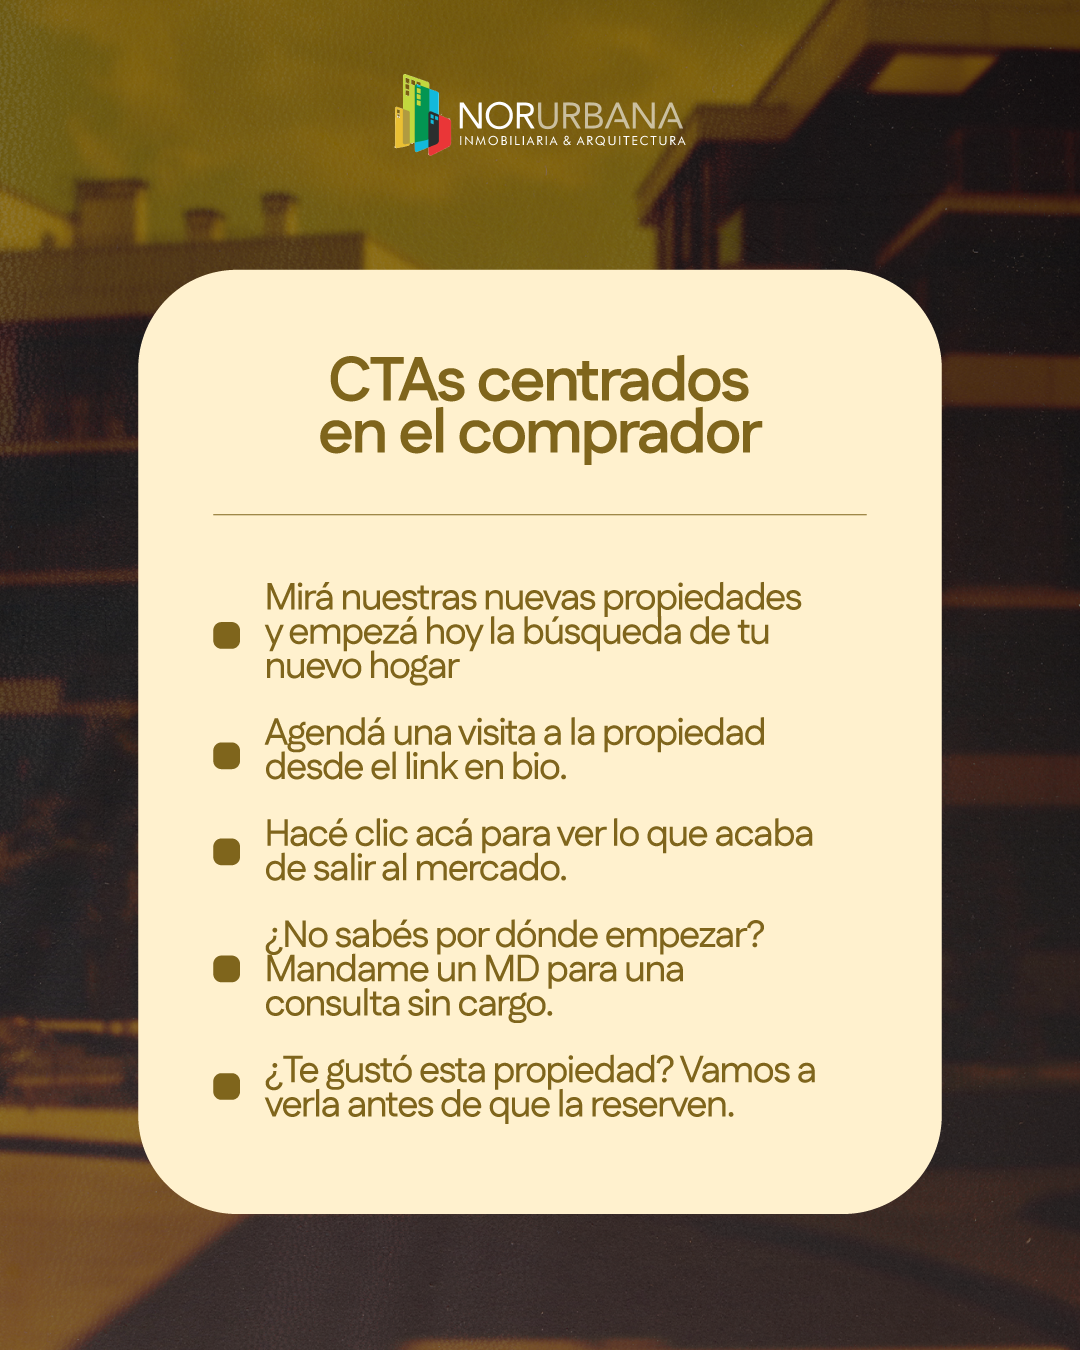 NORURBANA
INMOBILIARIA & ARQUITECTURA
CTAs centrados
en el comprador
Mirá nuestras nuevas propiedades
y empezá hoy la búsqueda de tu
nuevo hogar
Agendá una visita a la propiedad
desde el link en bio.
Hacé clic acá para ver lo que acaba
de salir al mercado.
¿No sabés por dónde empezar?
Mandame un MD para una
consulta sin cargo.
¿Te gustó esta propiedad? Vamos a
verla antes de que la reserven.